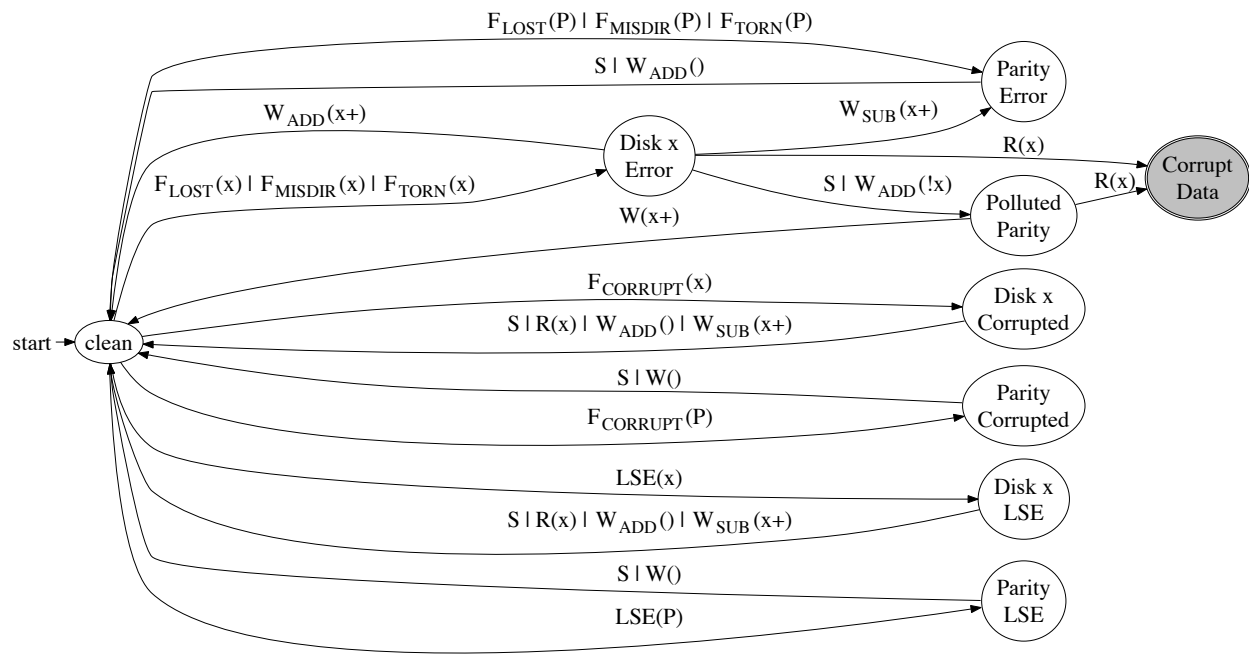 F_LOST(P) | F_MISDIR(P) | F_TORN(P)
S | W_ADD()
Parity
Error
W_ADD(x+)
W_SUB(x+)
Disk x
Error
R(x)
Corrupt
Data
F_LOST(x) | F_MISDIR(x) | F_TORN(x)
S | W_ADD(!x)
R(x)
W(x+)
Polluted
Parity
F_CORRUPT(x)
Disk x
Corrupted
S | R(x) | W_ADD() | W_SUB(x+)
start
clean
S | W()
Parity
Corrupted
F_CORRUPT(P)
LSE(x)
Disk x
LSE
S | R(x) | W_ADD() | W_SUB(x+)
S | W()
Parity
LSE
LSE(P)